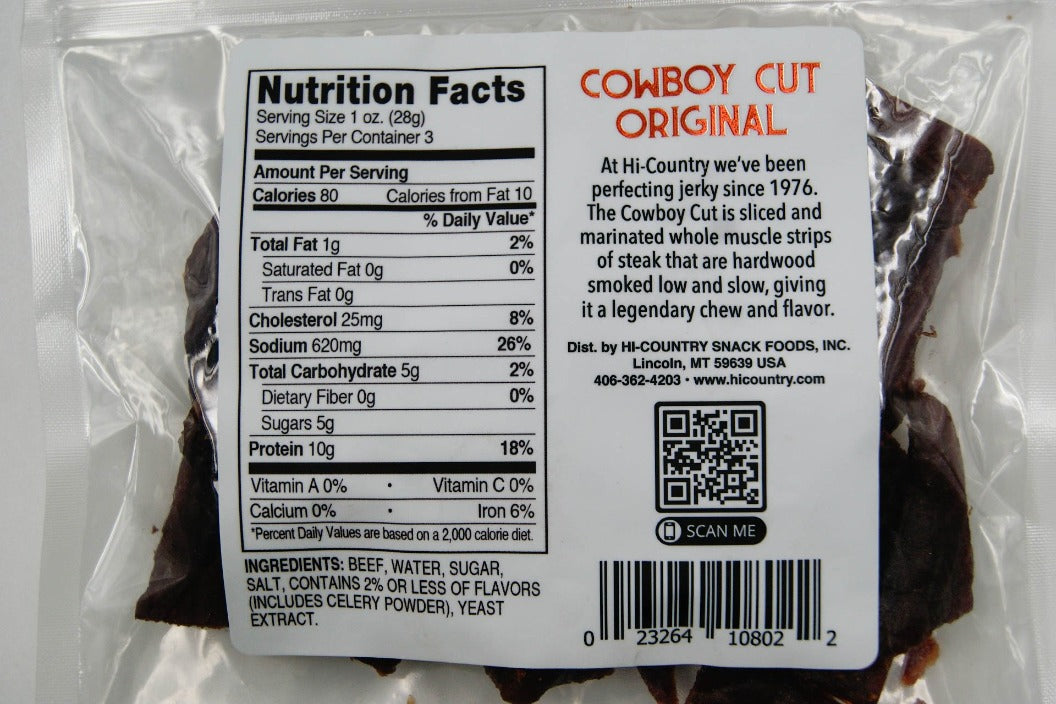 Nutrition Facts
Serving Size 1 oz. (28g)
Servings Per Container 3
Amount Per Serving
Calories 80 Calories from Fat 10
% Daily Value*
Total Fat 1g 2%
Saturated Fat 0g 0%
Trans Fat 0g
Cholesterol 25mg 8%
Sodium 620mg 26%
Total Carbohydrate 5g 2%
Dietary Fiber 0g 0%
Sugars 5g
Protein 10g 18%
Vitamin A 0% • Vitamin C 0%
Calcium 0% • Iron 6%
*Percent Daily Values are based on a 2,000 calorie diet.
INGREDIENTS: BEEF, WATER, SUGAR,
SALT, CONTAINS 2% OR LESS OF FLAVORS
(INCLUDES CELERY POWDER), YEAST
EXTRACT.
COWBOY CUT
ORIGINAL
At Hi-Country we've been
perfecting jerky since 1976.
The Cowboy Cut is sliced and
marinated whole muscle strips
of steak that are hardwood
smoked low and slow, giving
it a legendary chew and flavor.
Dist. by HI-COUNTRY SNACK FOODS, INC.
Lincoln, MT 59639 USA
406-362-4203 • www.hicountry.com
SCAN ME
0 23264 10802 2